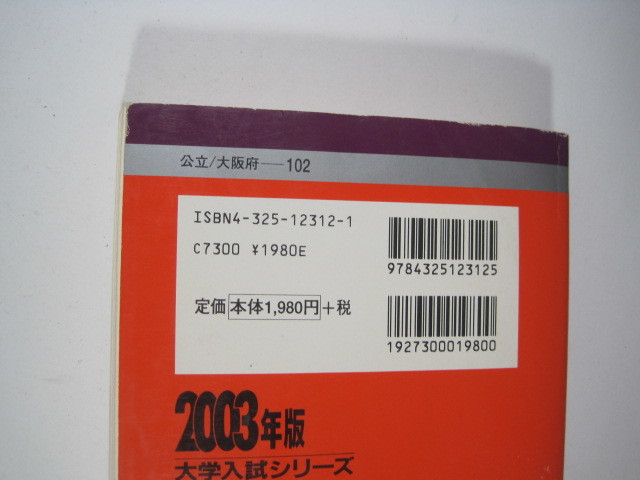 公立/大阪府──102
ISBN4-325-12312-1
C7300 ¥1980E
9784325123125
定価 本体1,980円+税
1927300019800
2003年版
大学入試シリーズ